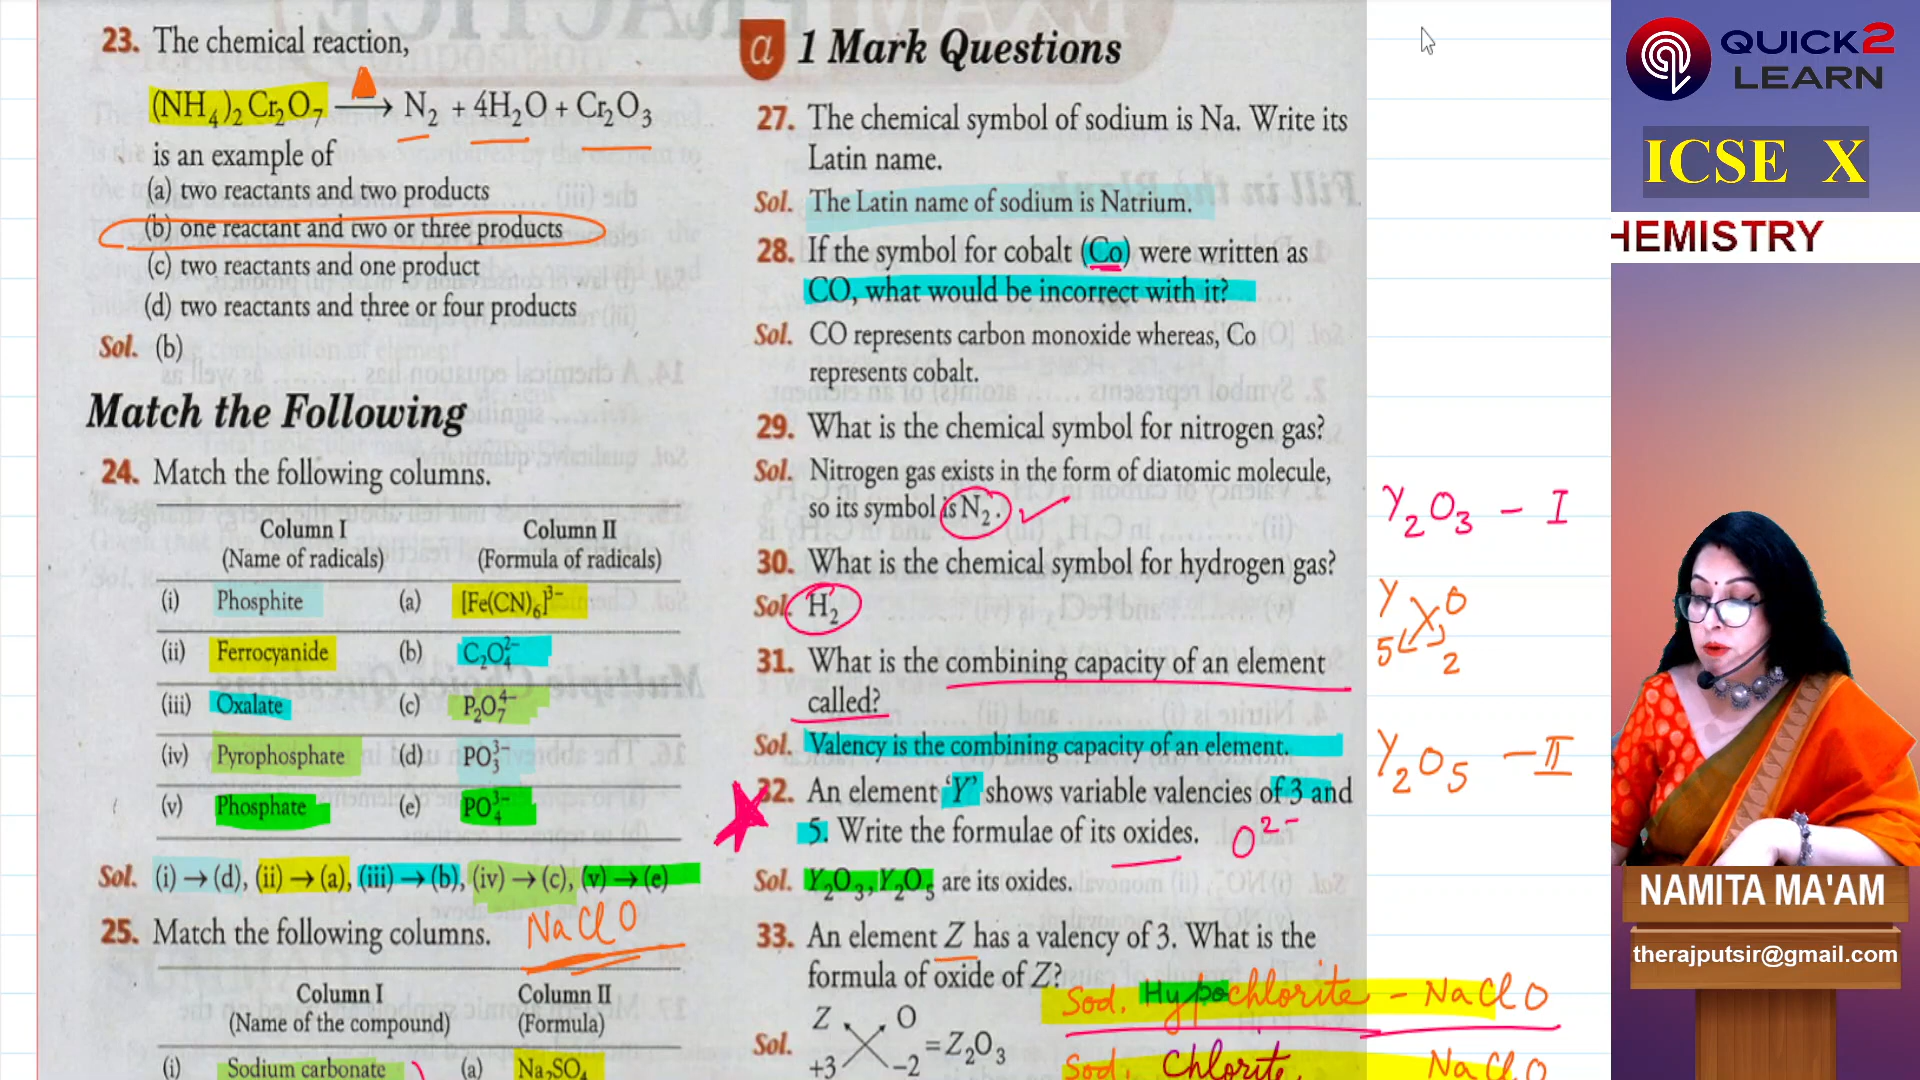 23. The chemical reaction,
(NH4)2Cr2O7 ⟶ N2 + 4H2O + Cr2O3
is an example of
(a) two reactants and two products
(b) one reactant and two or three products
(c) two reactants and one product
(d) two reactants and three or four products
Sol. (b)
Match the Following
24. Match the following columns.
Column I Column II
(Name of radicals) (Formula of radicals)
(i) Phosphite (a) [Fe(CN)6]3−
(ii) Ferrocyanide (b) C2O4 2−
(iii) Oxalate (c) P2O7 4−
(iv) Pyrophosphate (d) PO3 3−
(v) Phosphate (e) PO4 3−
Sol. (i) → (d), (ii) → (a), (iii) → (b), (iv) → (c), (v) → (e)
NaClO
25. Match the following columns.
Column I Column II
(Name of the compound) (Formula)
(i) Sodium carbonate (a) Na2SO4
a 1 Mark Questions
27. The chemical symbol of sodium is Na. Write its
Latin name.
Sol. The Latin name of sodium is Natrium.
28. If the symbol for cobalt (Co) were written as
CO, what would be incorrect with it?
Sol. CO represents carbon monoxide whereas, Co
represents cobalt.
29. What is the chemical symbol for nitrogen gas?
Sol. Nitrogen gas exists in the form of diatomic molecule,
so its symbol is N2.
30. What is the chemical symbol for hydrogen gas?
Sol. H2
31. What is the combining capacity of an element
called?
Sol. Valency is the combining capacity of an element.
32. An element 'Y' shows variable valencies of 3 and
5. Write the formulae of its oxides. O2−
Sol. Y2O3, Y2O5 are its oxides.
33. An element Z has a valency of 3. What is the
formula of oxide of Z?
Sod. Hypochlorite - NaClO
Z O
Sol. = Z2O3
+3 −2
Sod. Chlorite NaClO
Y2O3 - I
Y O
5 2
Y2O5 - II
QUICK2
LEARN
ICSE X
HEMISTRY
NAMITA MA'AM
therajputsir@gmail.com